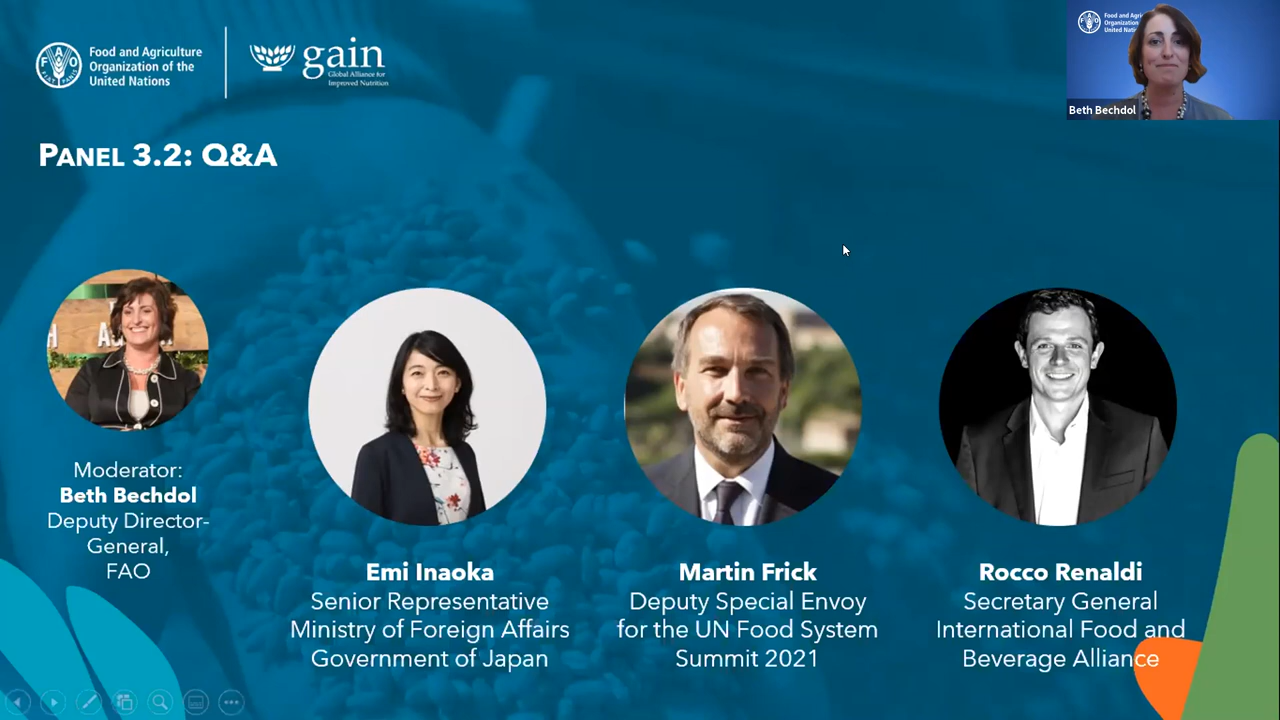 Food and Agriculture
Organization of the
United Nations
gain
Global Alliance for
Improved Nutrition
Beth Bechdol
PANEL 3.2: Q&A
Moderator:
Beth Bechdol
Deputy Director-
General,
FAO
Emi Inaoka
Senior Representative
Ministry of Foreign Affairs
Government of Japan
Martin Frick
Deputy Special Envoy
for the UN Food System
Summit 2021
Rocco Renaldi
Secretary General
International Food and
Beverage Alliance